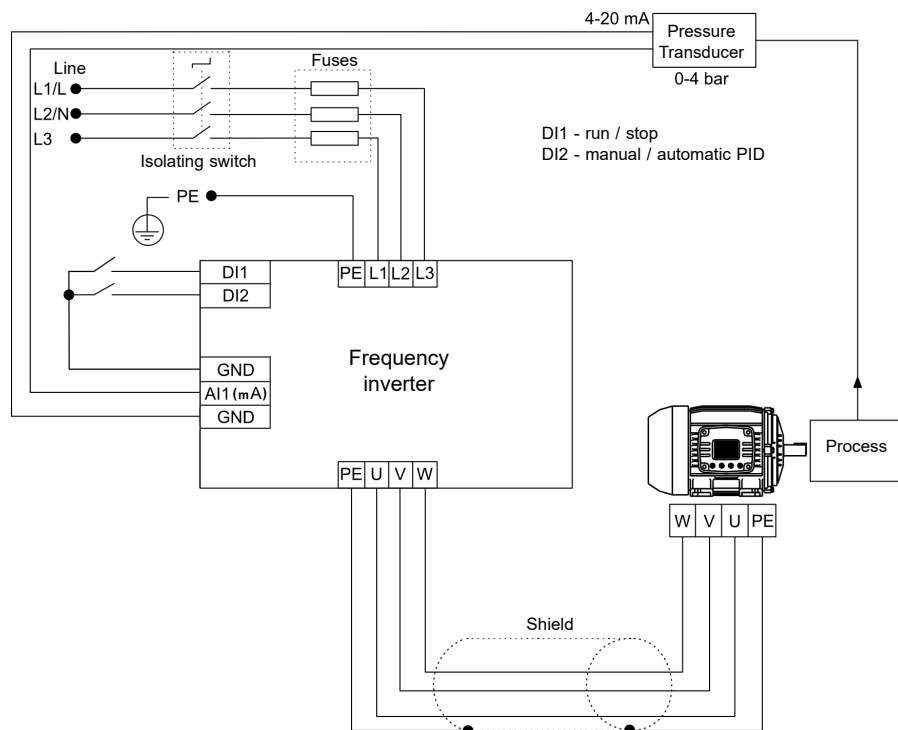 4-20 mA
Pressure
Transducer
0-4 bar
Line
Fuses
L1/L
L2/N
L3
Isolating switch
DI1 - run / stop
DI2 - manual / automatic PID
PE
PE L1 L2 L3
DI1
DI2
GND
AI1 (mA)
GND
Frequency
inverter
Process
PE U V W
W V U PE
Shield